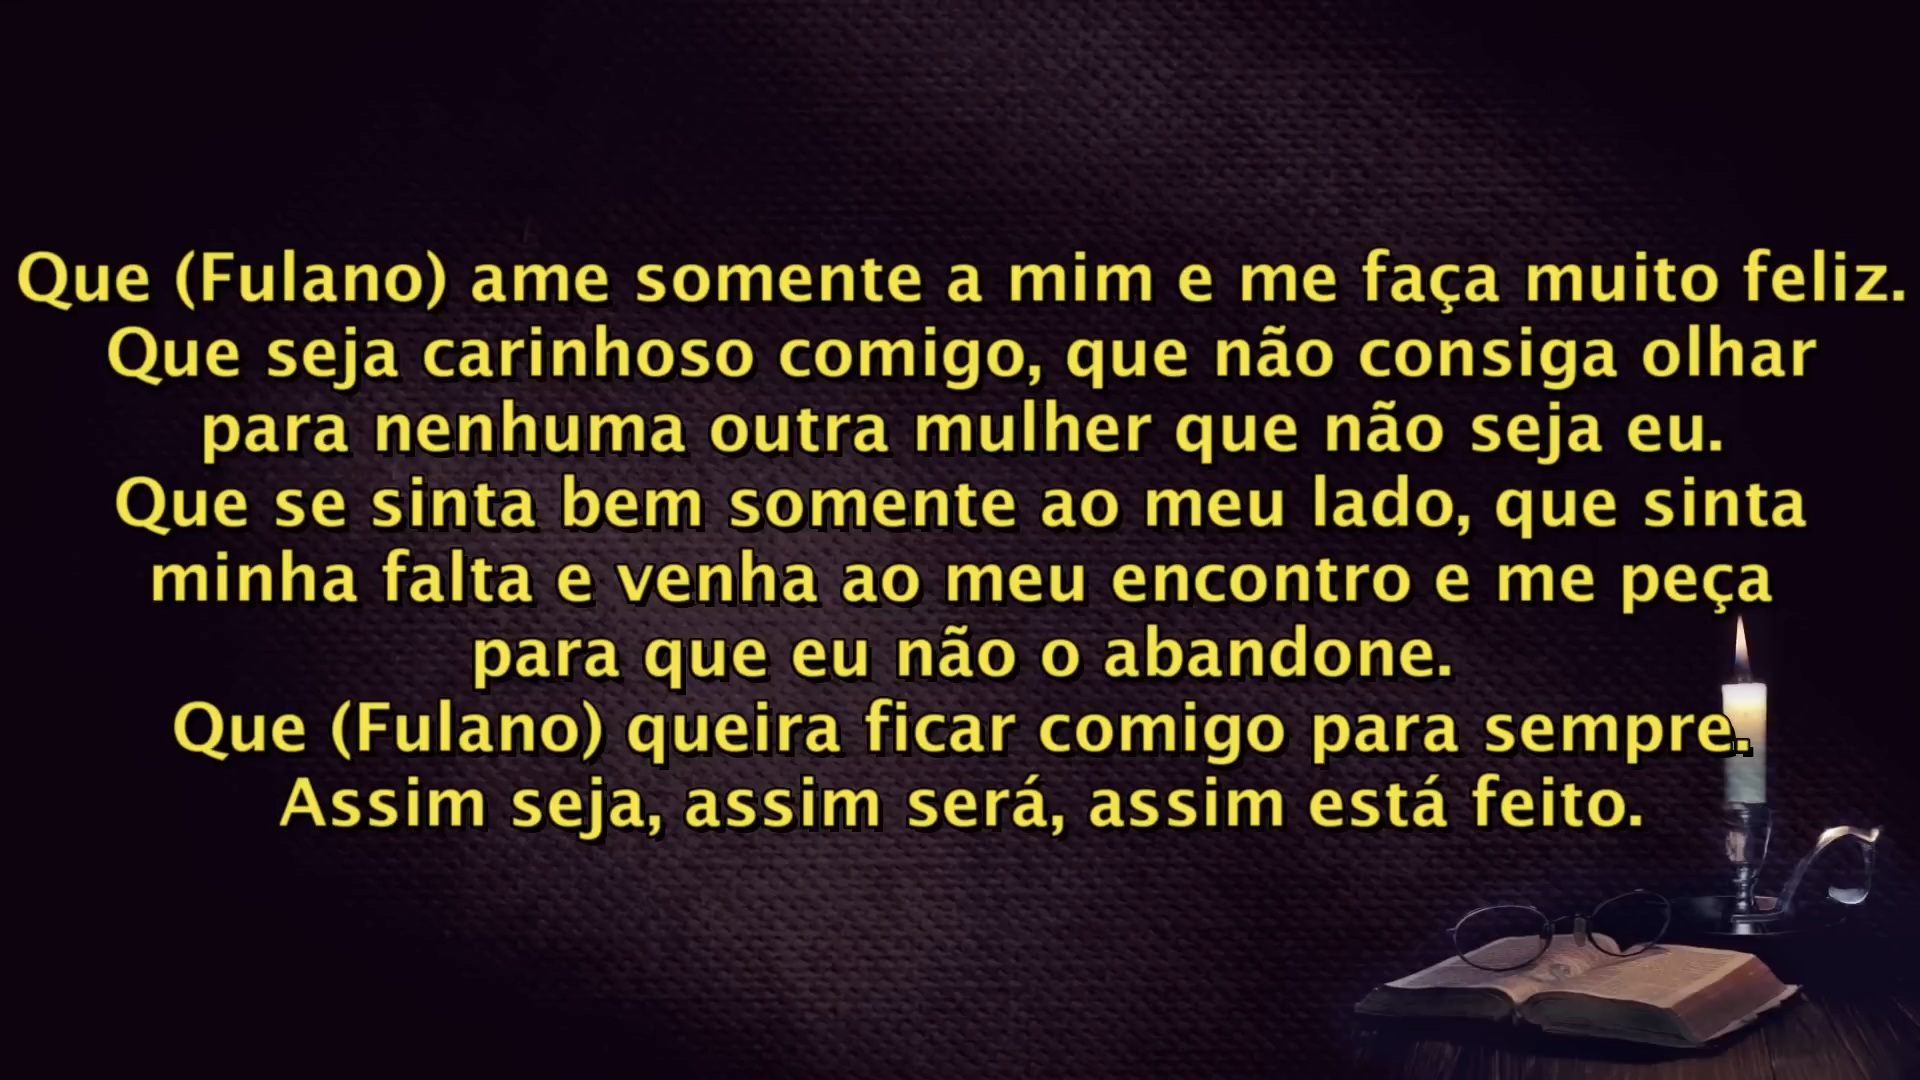 Que (Fulano) ame somente a mim e me faça muito feliz.
Que seja carinhoso comigo, que não consiga olhar
para nenhuma outra mulher que não seja eu.
Que se sinta bem somente ao meu lado, que sinta
minha falta e venha ao meu encontro e me peça
para que eu não o abandone.
Que (Fulano) queira ficar comigo para sempre.
Assim seja, assim será, assim está feito.